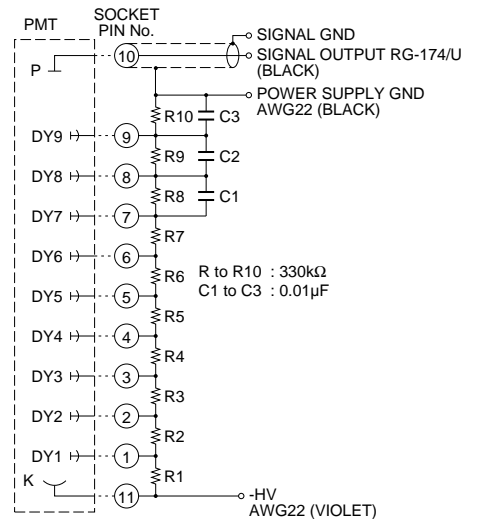 PMT
SOCKET
PIN No.
SIGNAL GND
10
SIGNAL OUTPUT RG-174/U
(BLACK)
P
POWER SUPPLY GND
AWG22 (BLACK)
R10
C3
DY9
9
R9
C2
DY8
8
R8
C1
DY7
7
R7
DY6
6
R6
R to R10 : 330kΩ
C1 to C3 : 0.01µF
DY5
5
R5
DY4
4
R4
DY3
3
R3
DY2
2
R2
DY1
1
R1
K
11
-HV
AWG22 (VIOLET)